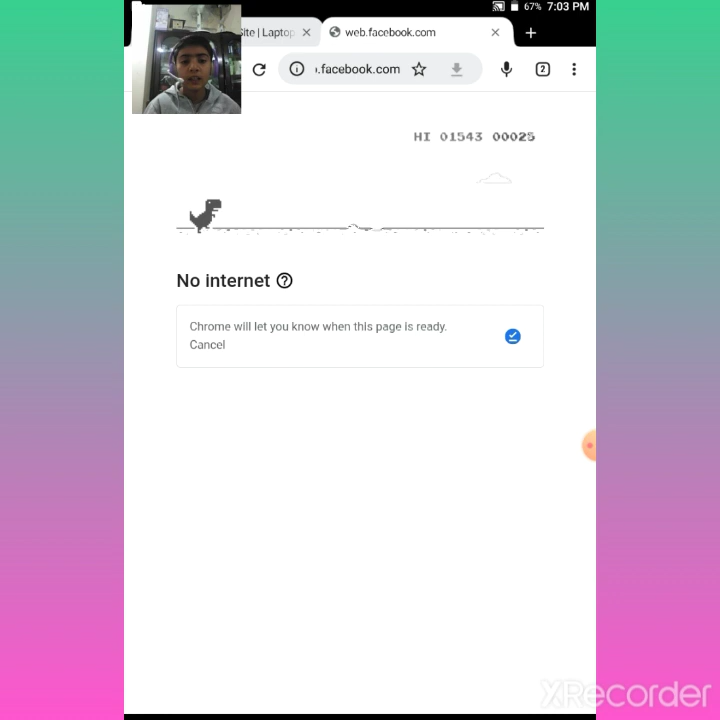 67% 7:03 PM
Site | Laptop
web.facebook.com
.facebook.com
2
HI 01543 00025
No internet
Chrome will let you know when this page is ready.
Cancel
XRecorder